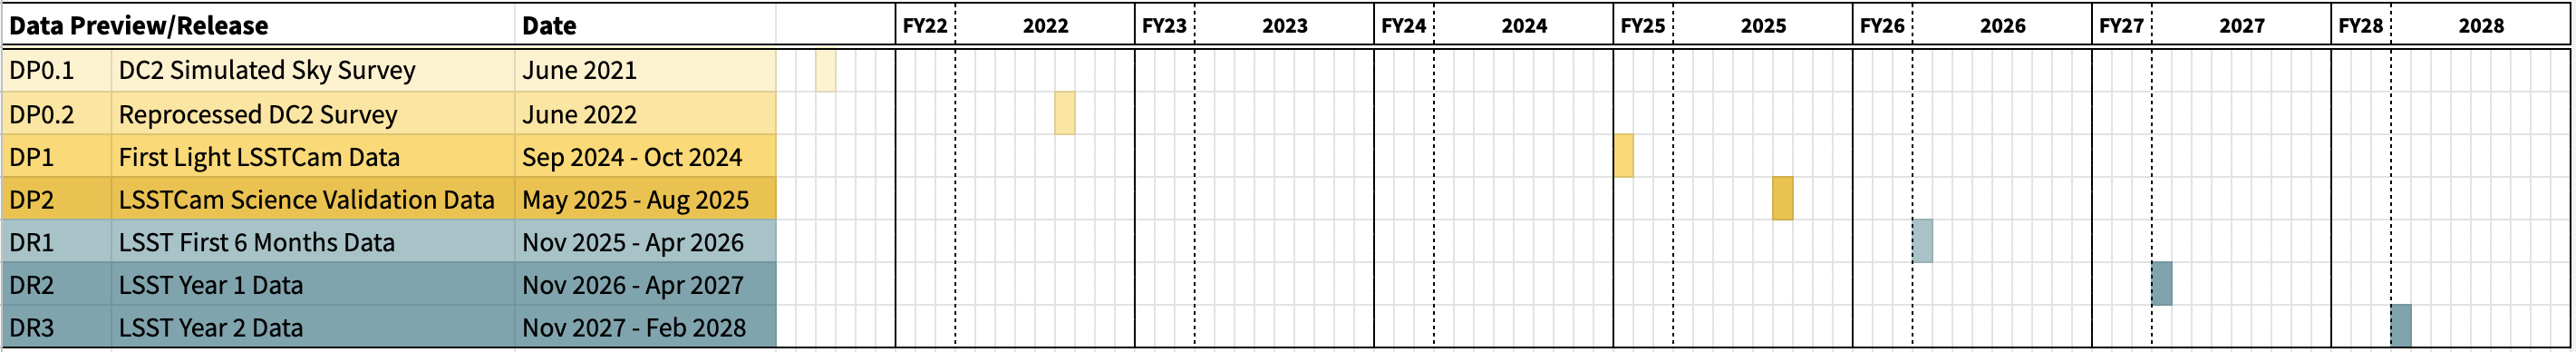 Data Preview/Release Date FY22 2022 FY23 2023 FY24 2024 FY25 2025 FY26 2026 FY27 2027 FY28 2028
DP0.1 DC2 Simulated Sky Survey June 2021
DP0.2 Reprocessed DC2 Survey June 2022
DP1 First Light LSSTCam Data Sep 2024 - Oct 2024
DP2 LSSTCam Science Validation Data May 2025 - Aug 2025
DR1 LSST First 6 Months Data Nov 2025 - Apr 2026
DR2 LSST Year 1 Data Nov 2026 - Apr 2027
DR3 LSST Year 2 Data Nov 2027 - Feb 2028